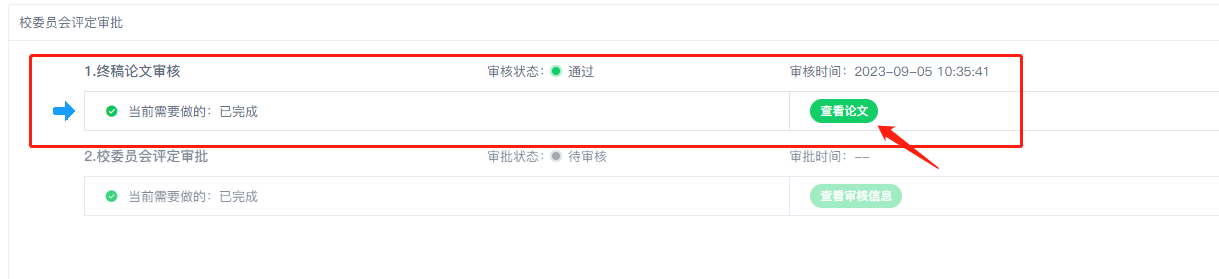 校委员会评定审批
1.终稿论文审核 审核状态： 通过 审核时间：2023-09-05 10:35:41
当前需要做的：已完成 查看论文
2.校委员会评定审批 审批状态： 待审核 审批时间：--
当前需要做的：已完成 查看审核信息